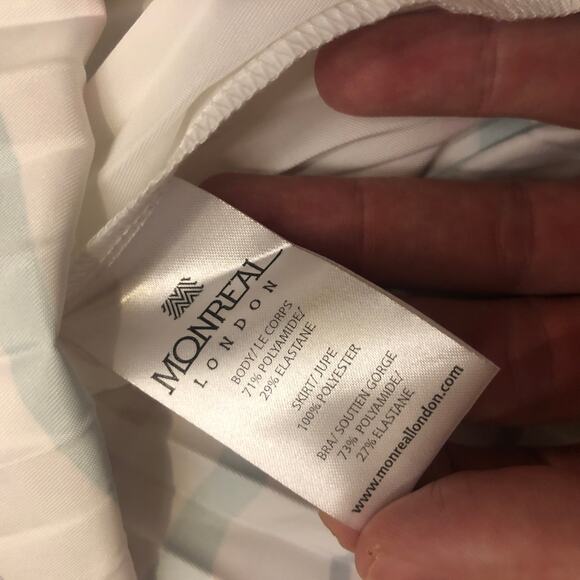 MONREAL
LONDON
BODY/ LE CORPS
71% POLYAMIDE/
29% ELASTANE
SKIRT/ JUPE
100% POLYESTER
BRA/ SOUTIEN GORGE
73% POLYAMIDE/
27% ELASTANE
www.monreallondon.com